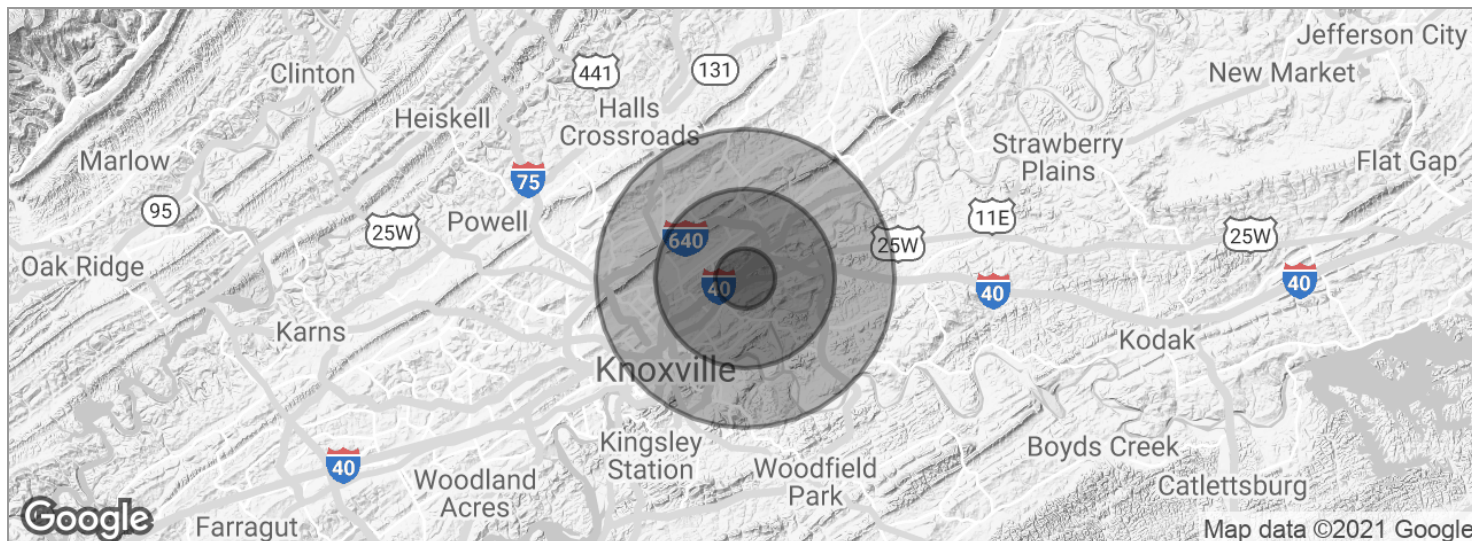 Jefferson City
Clinton
441
131
New Market
Halls
Crossroads
Heiskell
Strawberry
Plains
Marlow
Flat Gap
75
95
Powell
25W
11E
25W
25W
640
Oak Ridge
40
40
40
Karns
Kodak
Knoxville
Kingsley
Station
Boyds Creek
40
Woodland
Acres
Woodfield
Park
Catlettsburg
Google
Farragut
Map data ©2021 Google